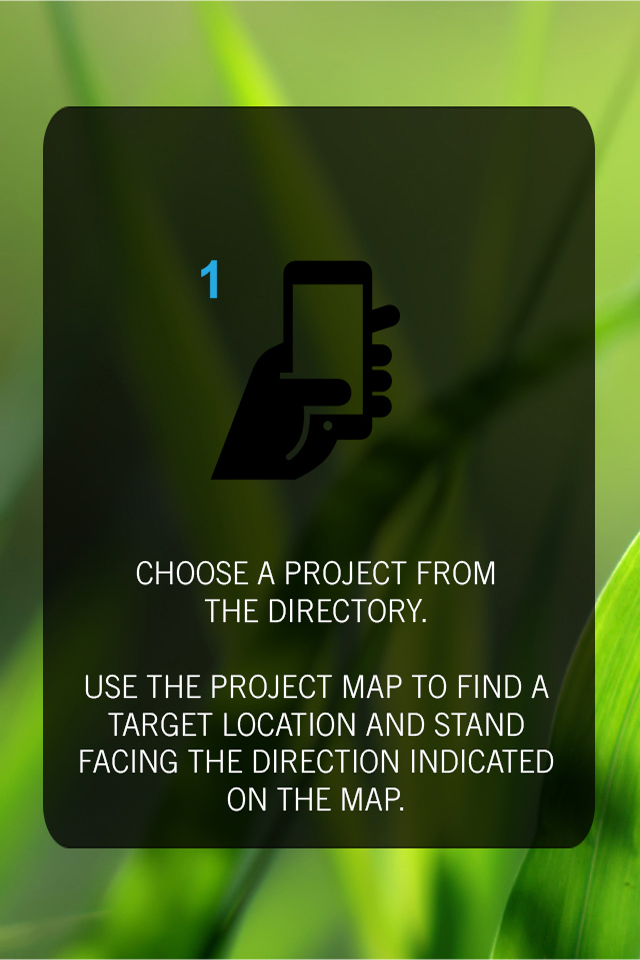 1
CHOOSE A PROJECT FROM
THE DIRECTORY.
USE THE PROJECT MAP TO FIND A
TARGET LOCATION AND STAND
FACING THE DIRECTION INDICATED
ON THE MAP.